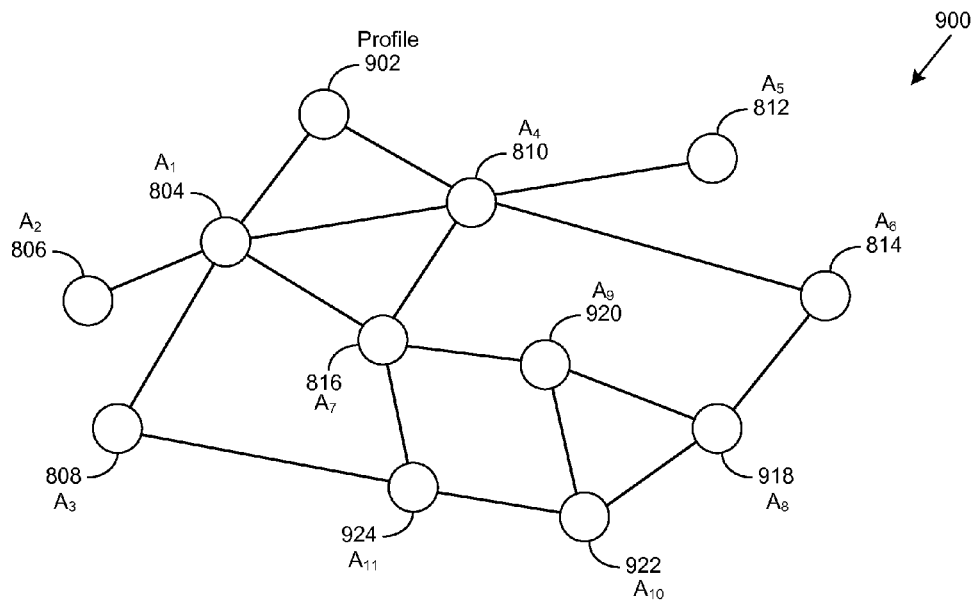 900
Profile
902
A₅
812
A₄
810
A₁
804
A₂
806
A₆
814
A₉
920
816
A₇
808
A₃
918
A₈
924
A₁₁
922
A₁₀